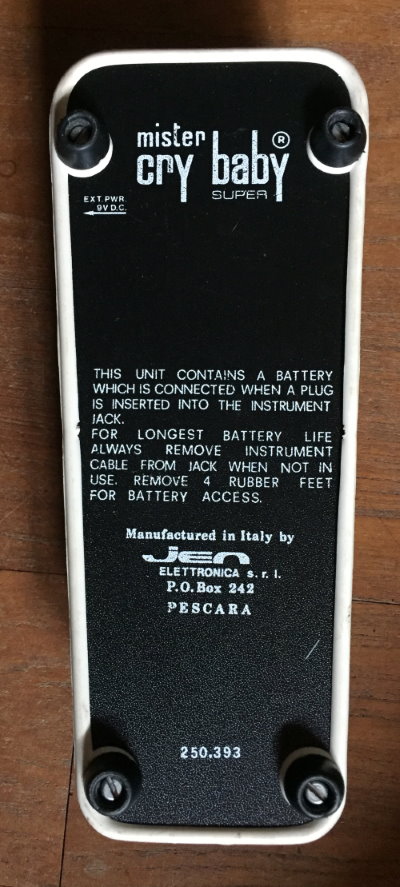 mister
cry baby ®
SUPER
EXT.PWR.
9V D.C.
THIS UNIT CONTAINS A BATTERY
WHICH IS CONNECTED WHEN A PLUG
IS INSERTED INTO THE INSTRUMENT
JACK.
FOR LONGEST BATTERY LIFE
ALWAYS REMOVE INSTRUMENT
CABLE FROM JACK WHEN NOT IN
USE. REMOVE 4 RUBBER FEET
FOR BATTERY ACCESS.
Manufactured in Italy by
jen
ELETTRONICA s.r.l.
P.O.Box 242
PESCARA
250.393